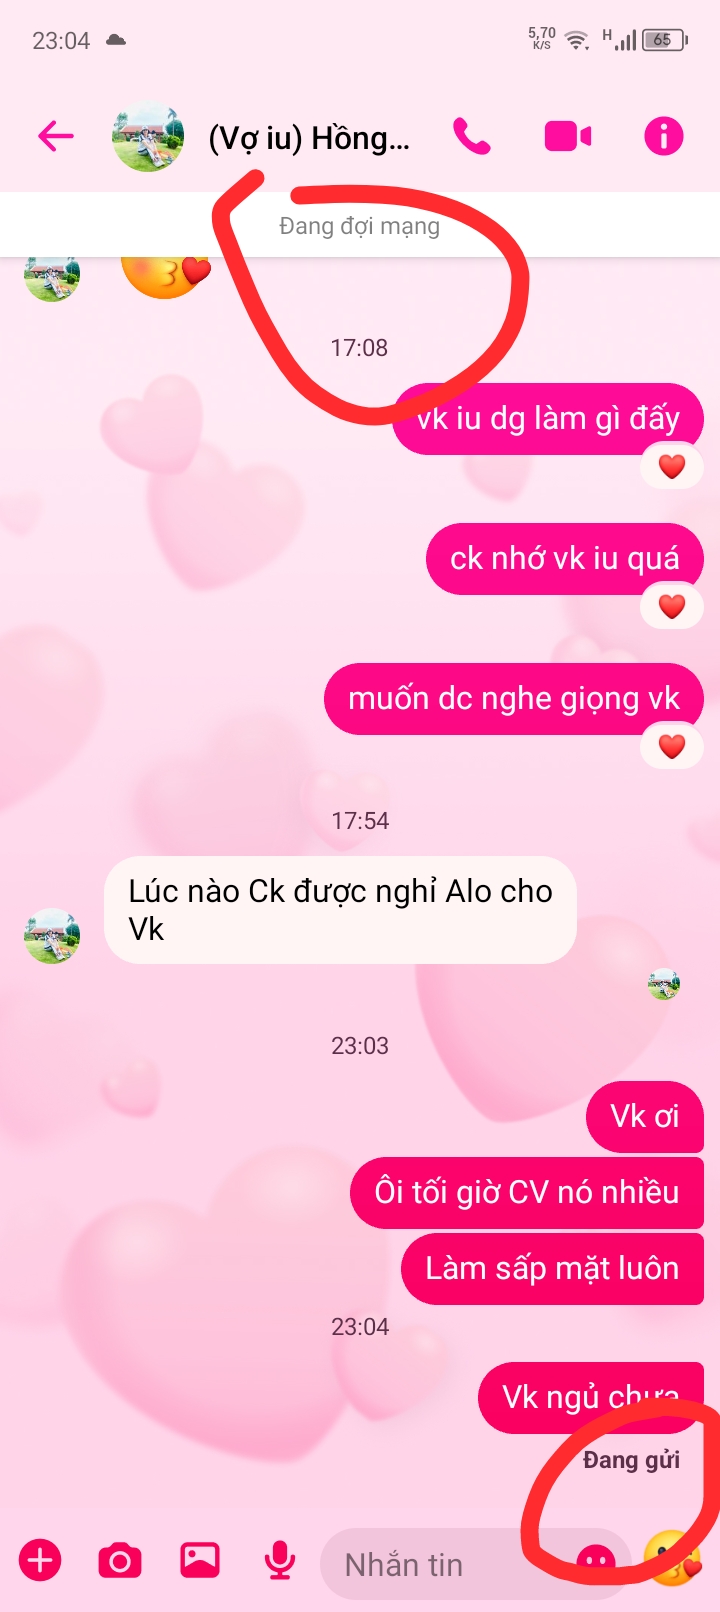 23:04
5,70
K/S
H
65
(Vợ iu) Hồng...
Đang đợi mạng
17:08
vk iu dg làm gì đấy
ck nhớ vk iu quá
muốn dc nghe giọng vk
17:54
Lúc nào Ck được nghỉ Alo cho
Vk
23:03
Vk ơi
Ôi tối giờ CV nó nhiều
Làm sấp mặt luôn
23:04
Vk ngủ chưa
Đang gửi
Nhắn tin